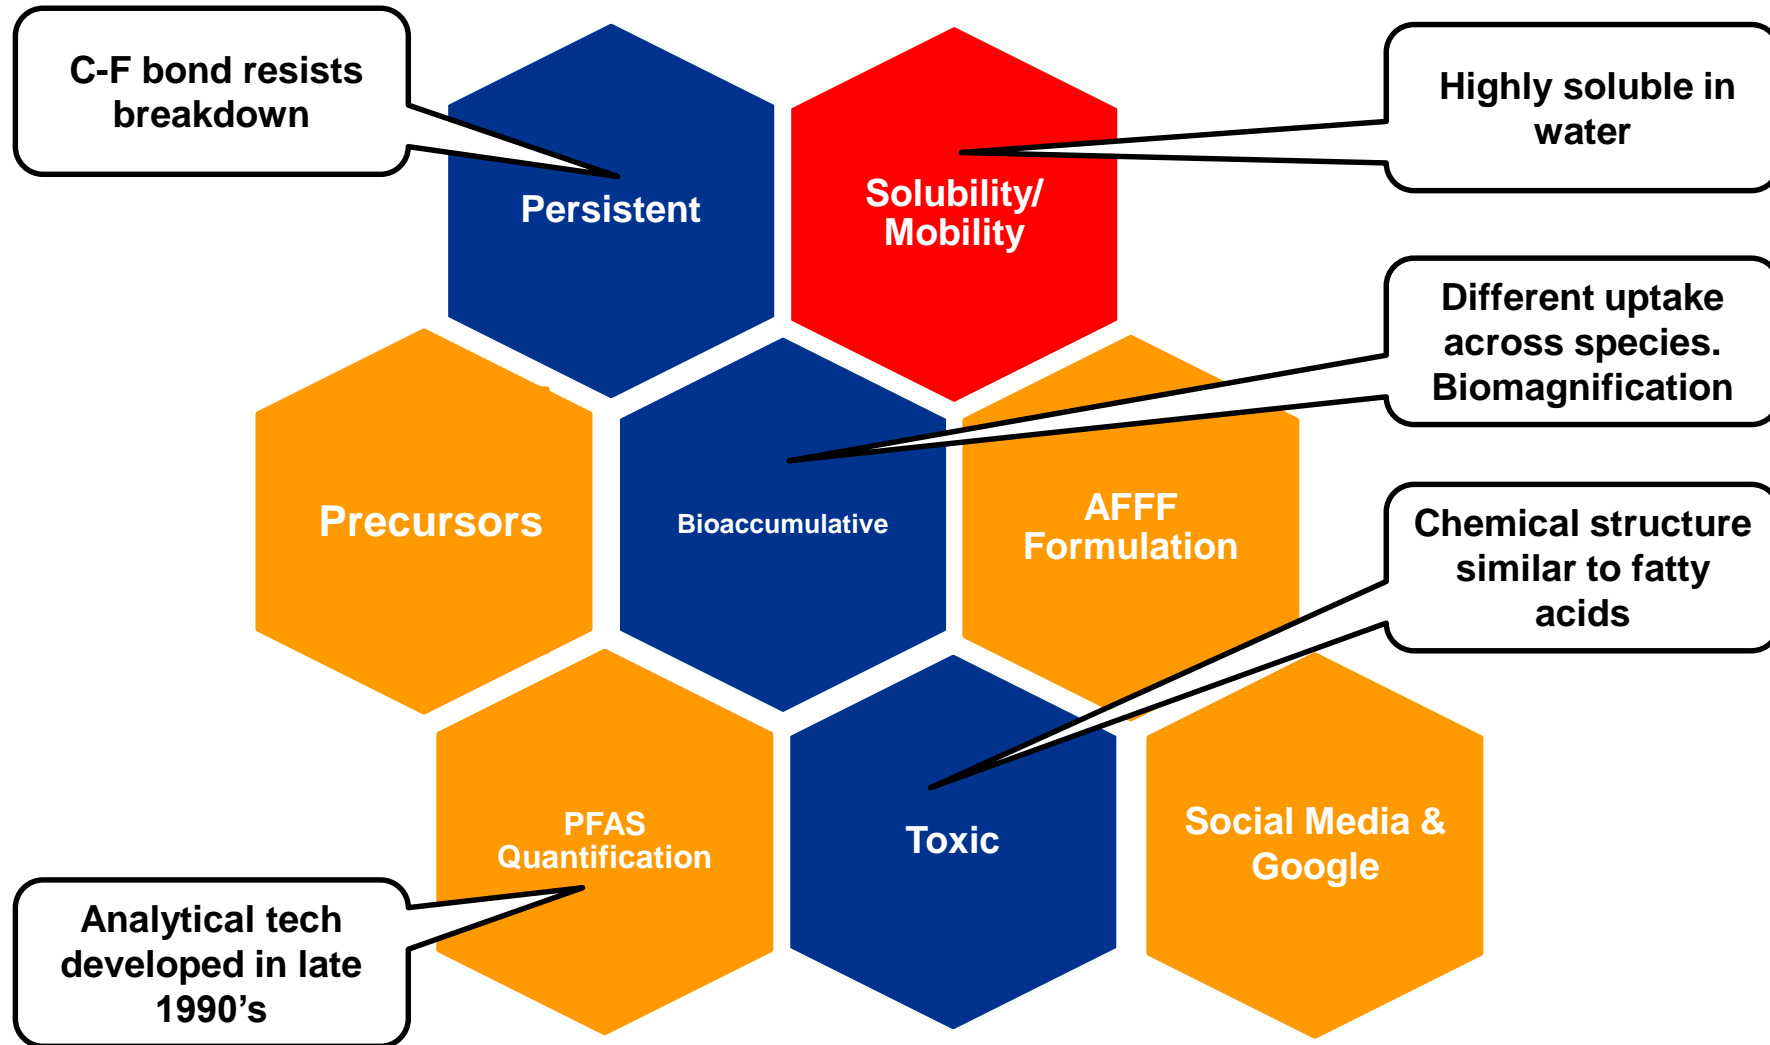 C-F bond resists
breakdown
Persistent
Solubility/
Mobility
Highly soluble in
water
Different uptake
across species.
Biomagnification
Precursors
Bioaccumulative
AFFF
Formulation
Chemical structure
similar to fatty
acids
PFAS
Quantification
Toxic
Social Media &
Google
Analytical tech
developed in late
1990’s